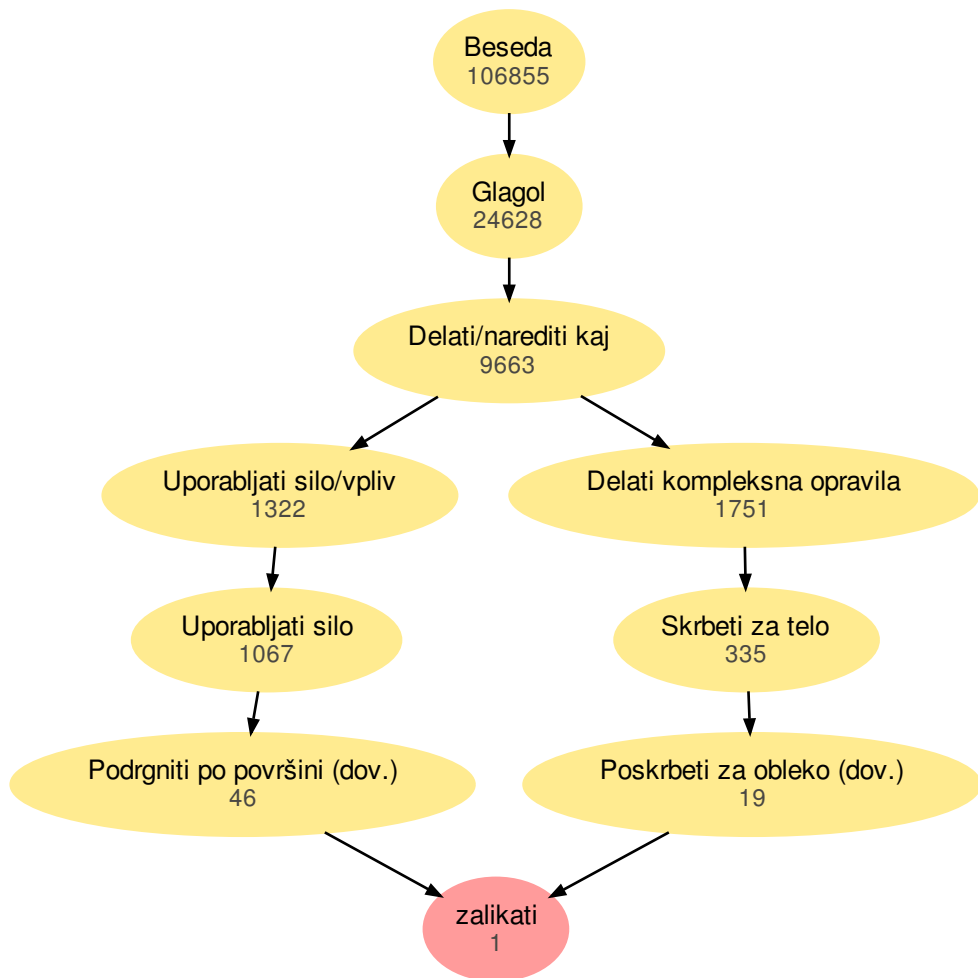 Beseda
106855
Glagol
24628
Delati/narediti kaj
9663
Uporabljati silo/vpliv
1322
Delati kompleksna opravila
1751
Uporabljati silo
1067
Skrbeti za telo
335
Podrgniti po površini (dov.)
46
Poskrbeti za obleko (dov.)
19
zalikati
1